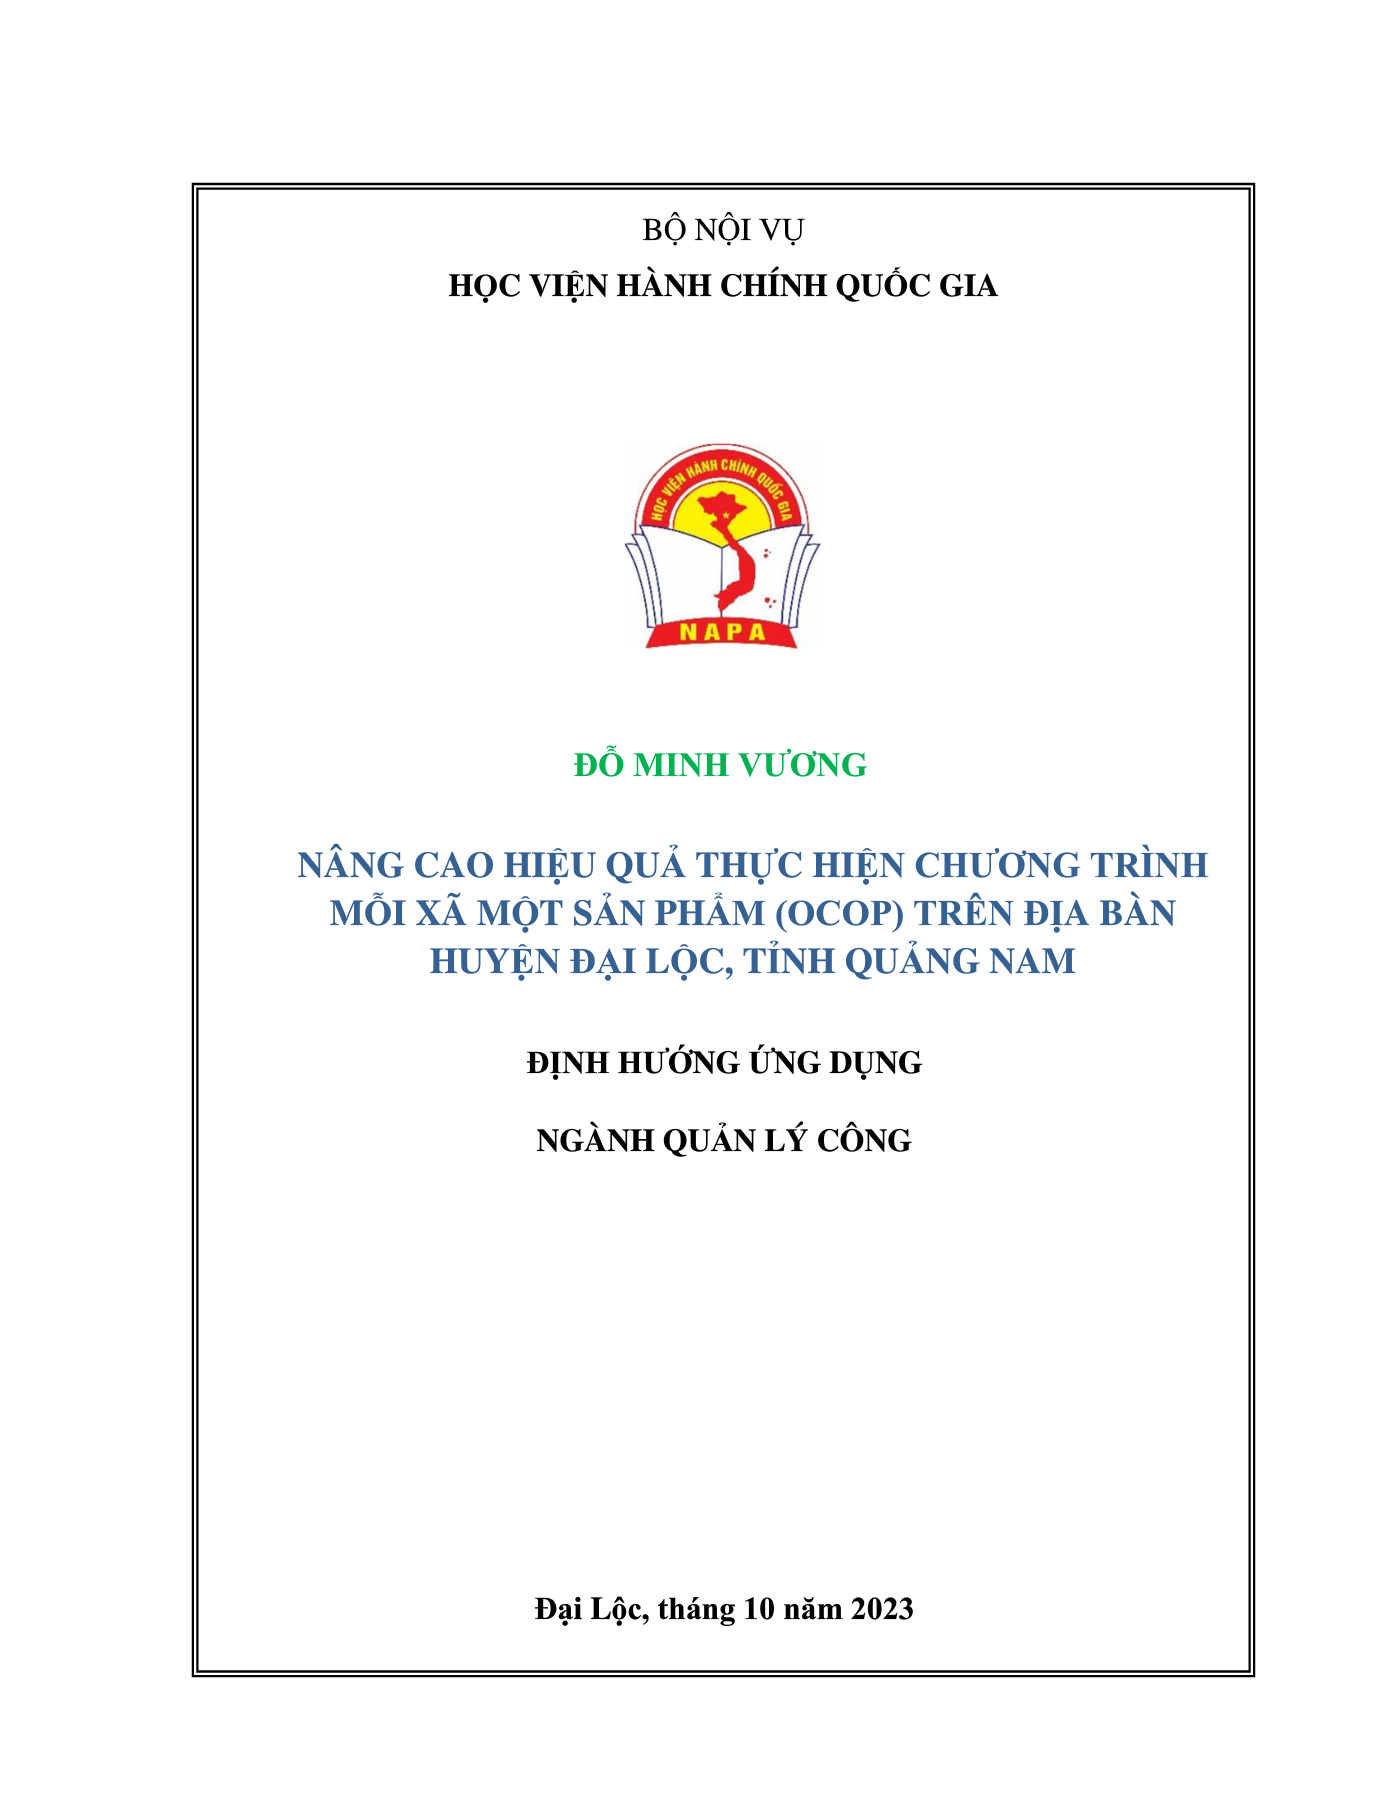 BỘ NỘI VỤ
HỌC VIỆN HÀNH CHÍNH QUỐC GIA
HỌC VIỆN HÀNH CHÍNH QUỐC GIA
NAPA
ĐỖ MINH VƯƠNG
NÂNG CAO HIỆU QUẢ THỰC HIỆN CHƯƠNG TRÌNH
MỖI XÃ MỘT SẢN PHẨM (OCOP) TRÊN ĐỊA BÀN
HUYỆN ĐẠI LỘC, TỈNH QUẢNG NAM
ĐỊNH HƯỚNG ỨNG DỤNG
NGÀNH QUẢN LÝ CÔNG
Đại Lộc, tháng 10 năm 2023